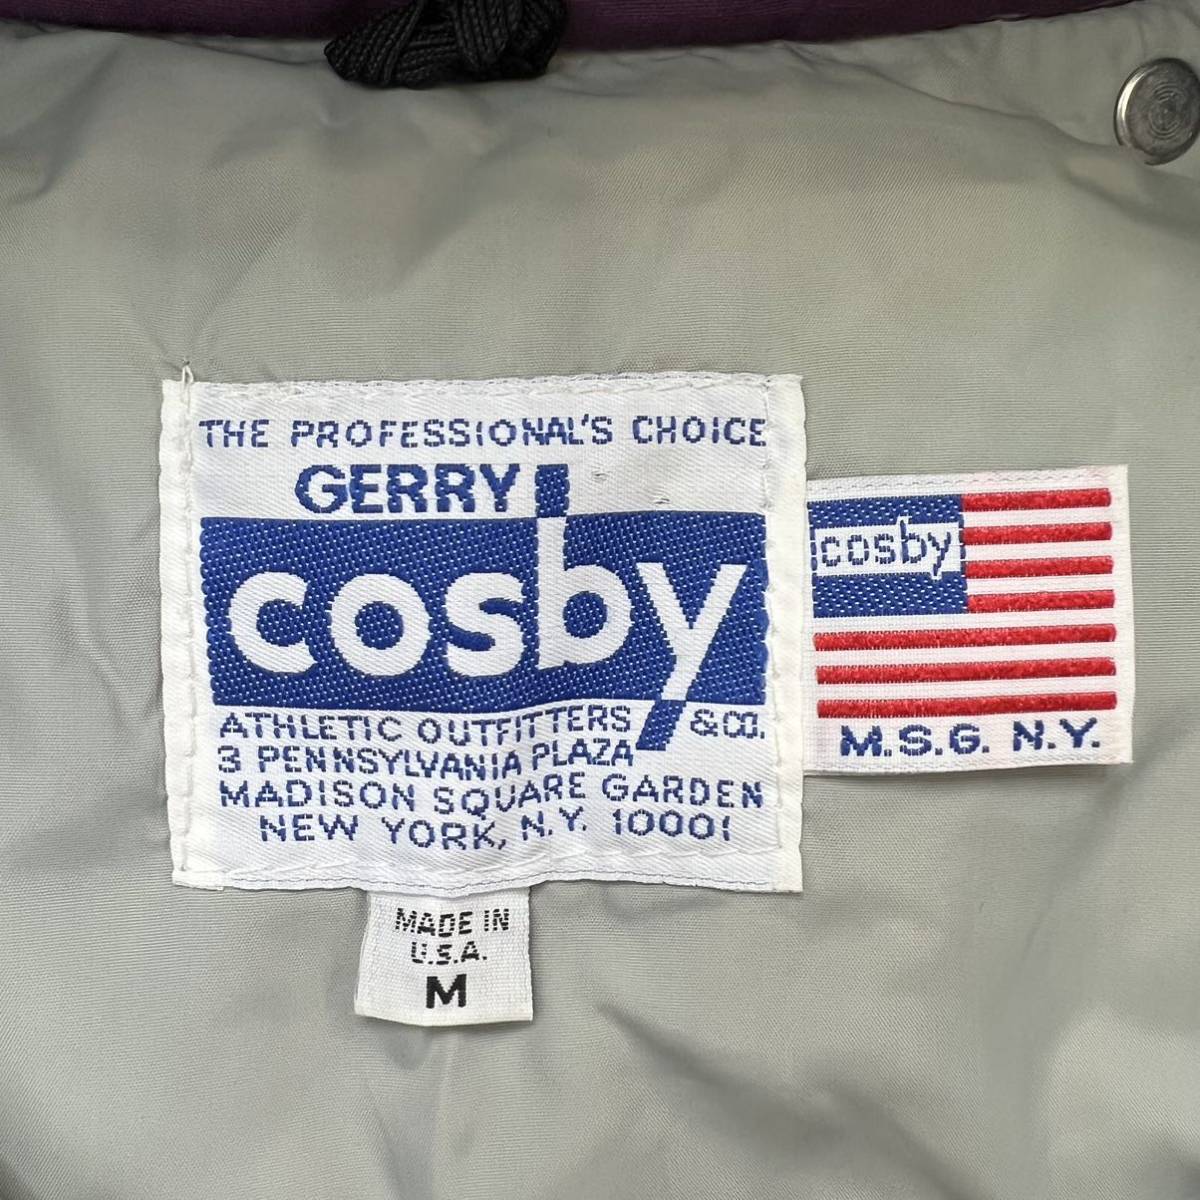 THE PROFESSIONAL'S CHOICE
GERRY
cosby
ATHLETIC OUTFITTERS & CO.
3 PENNSYLVANIA PLAZA
MADISON SQUARE GARDEN
NEW YORK, N.Y. 10001
cosby
M.S.G. N.Y.
MADE IN
U.S.A.
M